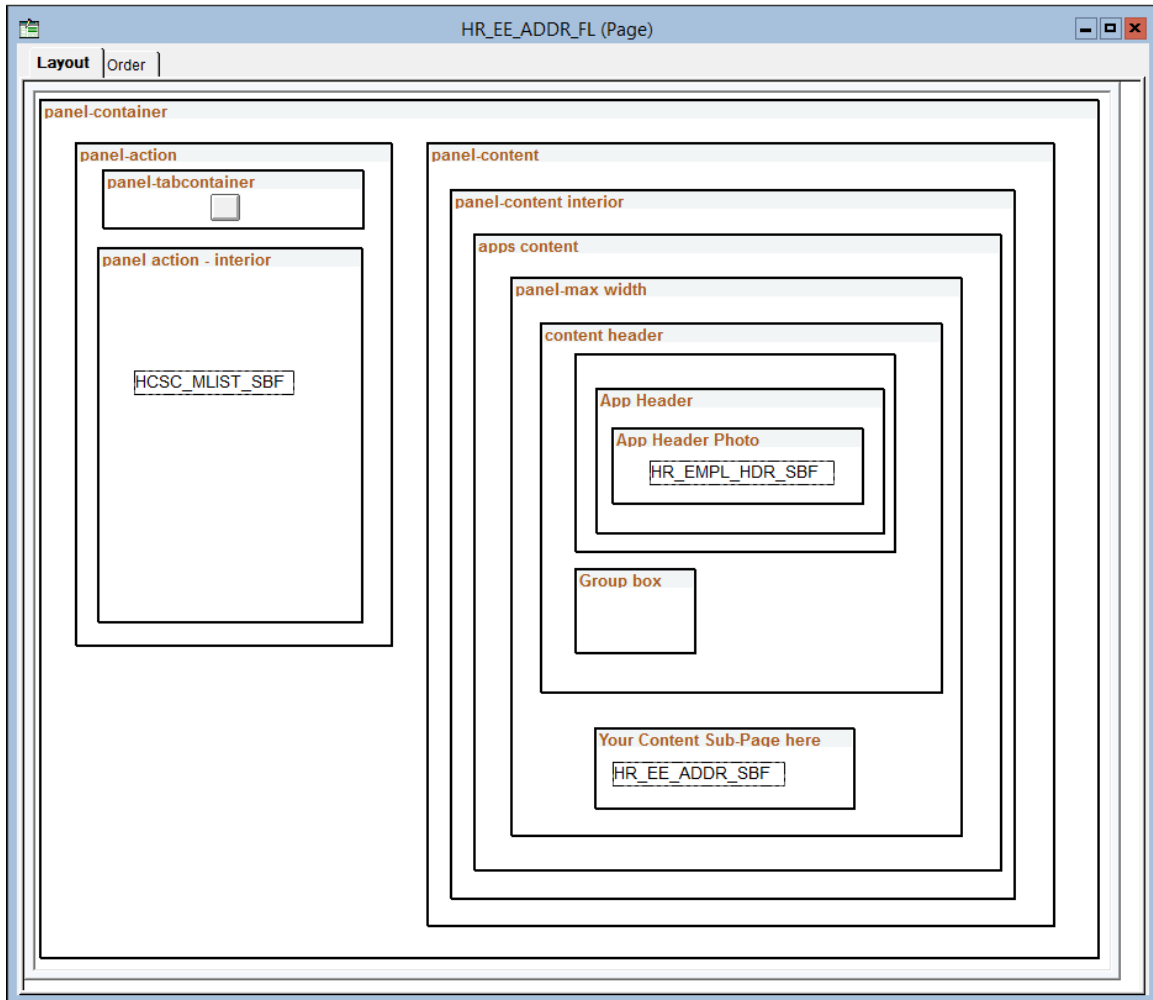 HR_EE_ADDR_FL (Page)
Layout Order
panel-container
panel-action
panel-tabcontainer
panel action - interior
HCSC_MLIST_SBF
panel-content
panel-content interior
apps content
panel-max width
content header
App Header
App Header Photo
HR_EMPL_HDR_SBF
Group box
Your Content Sub-Page here
HR_EE_ADDR_SBF